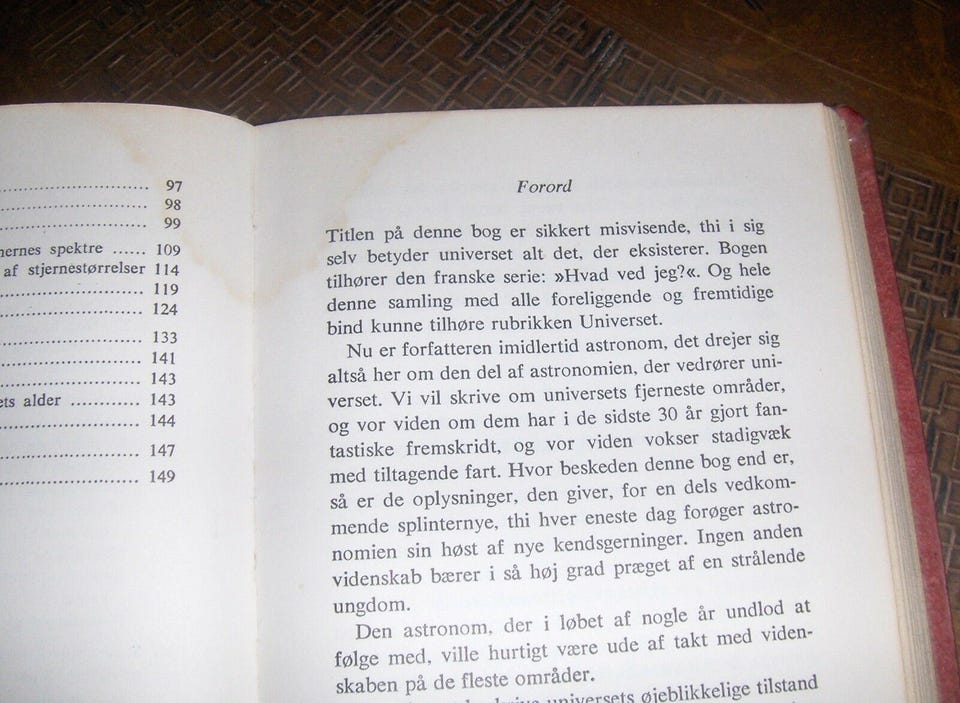 97
98
99
nernes spektre ...... 109
af stjernestørrelser 114
119
124
133
141
143
ets alder ............ 143
144
147
149
Forord
Titlen på denne bog er sikkert misvisende, thi i sig
selv betyder universet alt det, der eksisterer. Bogen
tilhører den franske serie: »Hvad ved jeg?«. Og hele
denne samling med alle foreliggende og fremtidige
bind kunne tilhøre rubrikken Universet.
Nu er forfatteren imidlertid astronom, det drejer sig
altså her om den del af astronomien, der vedrører uni-
verset. Vi vil skrive om universets fjerneste områder,
og vor viden om dem har i de sidste 30 år gjort fan-
tastiske fremskridt, og vor viden vokser stadigvæk
med tiltagende fart. Hvor beskeden denne bog end er,
så er de oplysninger, den giver, for en dels vedkom-
mende splinternye, thi hver eneste dag forøger astro-
nomien sin høst af nye kendsgerninger. Ingen anden
videnskab bærer i så høj grad præget af en strålende
ungdom.
Den astronom, der i løbet af nogle år undlod at
følge med, ville hurtigt være ude af takt med viden-
skaben på de fleste områder.
universets øjeblikkelige tilstand